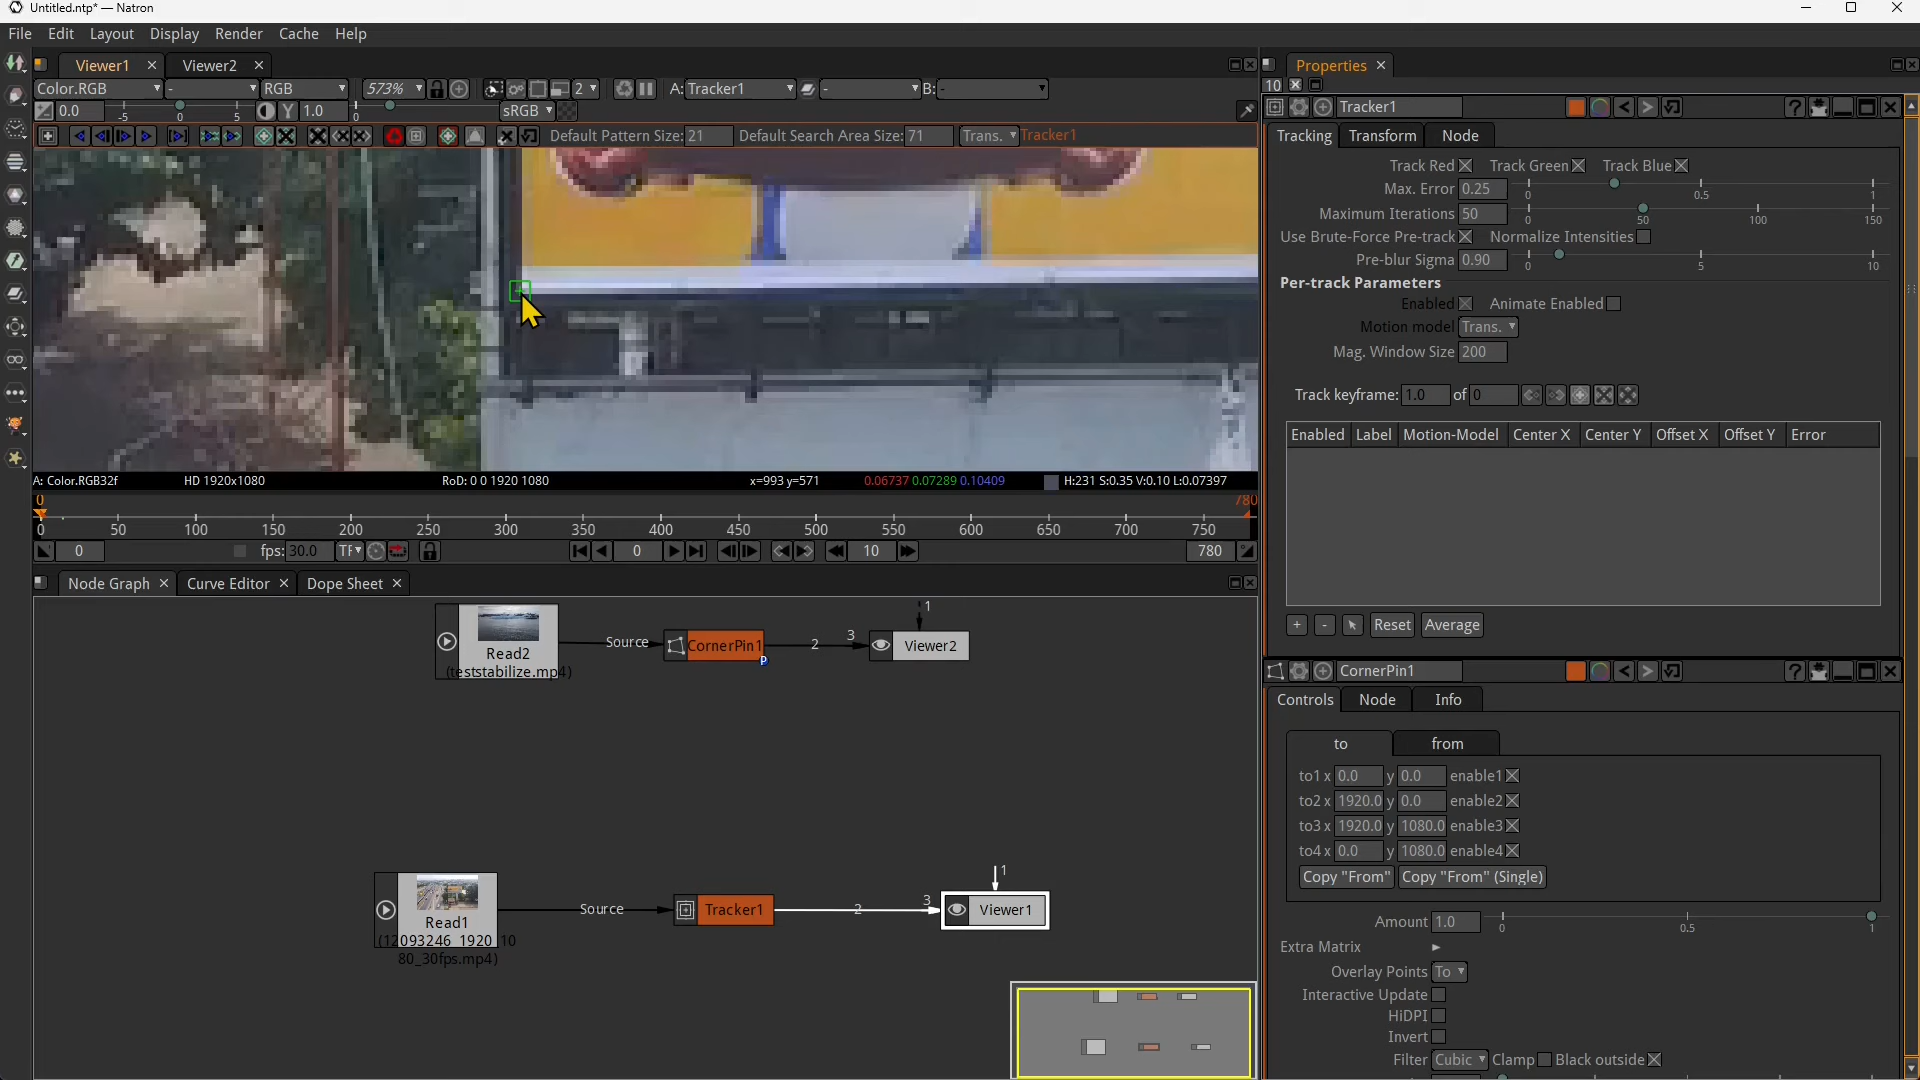 Untitled.ntp* — Natron
File Edit Layout Display Render Cache Help
Viewer1 Viewer2
Color.RGB - RGB 573% 2 A: Tracker1 - B: -
0.0 -5 0 5 Y 1.0 0 sRGB
Default Pattern Size: 21 Default Search Area Size: 71 Trans. Tracker1
A: Color.RGB32f HD 1920x1080 RoD: 0 0 1920 1080 x=993 y=571 0.06737 0.07289 0.10409 H:231 S:0.35 V:0.10 L:0.07397
0 780
0 50 100 150 200 250 300 350 400 450 500 550 600 650 700 750
0 fps: 30.0 TF 0 10 780
Node Graph Curve Editor Dope Sheet
1
Read2
(teststabilize.mp4)
Source
CornerPin1
P
2 3
Viewer2
1
Read1
(12093246_1920_10
80_30fps.mp4)
Source
Tracker1
2 3
Viewer1
Properties
10
Tracker1 ?
Tracking Transform Node
Track Red Track Green Track Blue
Max. Error 0.25 0 0.5 1
Maximum Iterations 50 0 50 100 150
Use Brute-Force Pre-track Normalize Intensities
Pre-blur Sigma 0.90 0 5 10
Per-track Parameters
Enabled Animate Enabled
Motion model Trans.
Mag. Window Size 200
Track keyframe: 1.0 of 0
Enabled Label Motion-Model Center X Center Y Offset X Offset Y Error
+ - Reset Average
CornerPin1 ?
Controls Node Info
to from
to1 x 0.0 y 0.0 enable1
to2 x 1920.0 y 0.0 enable2
to3 x 1920.0 y 1080.0 enable3
to4 x 0.0 y 1080.0 enable4
Copy "From" Copy "From" (Single)
Amount 1.0 0 0.5 1
Extra Matrix
Overlay Points To
Interactive Update
HiDPI
Invert
Filter Cubic Clamp Black outside